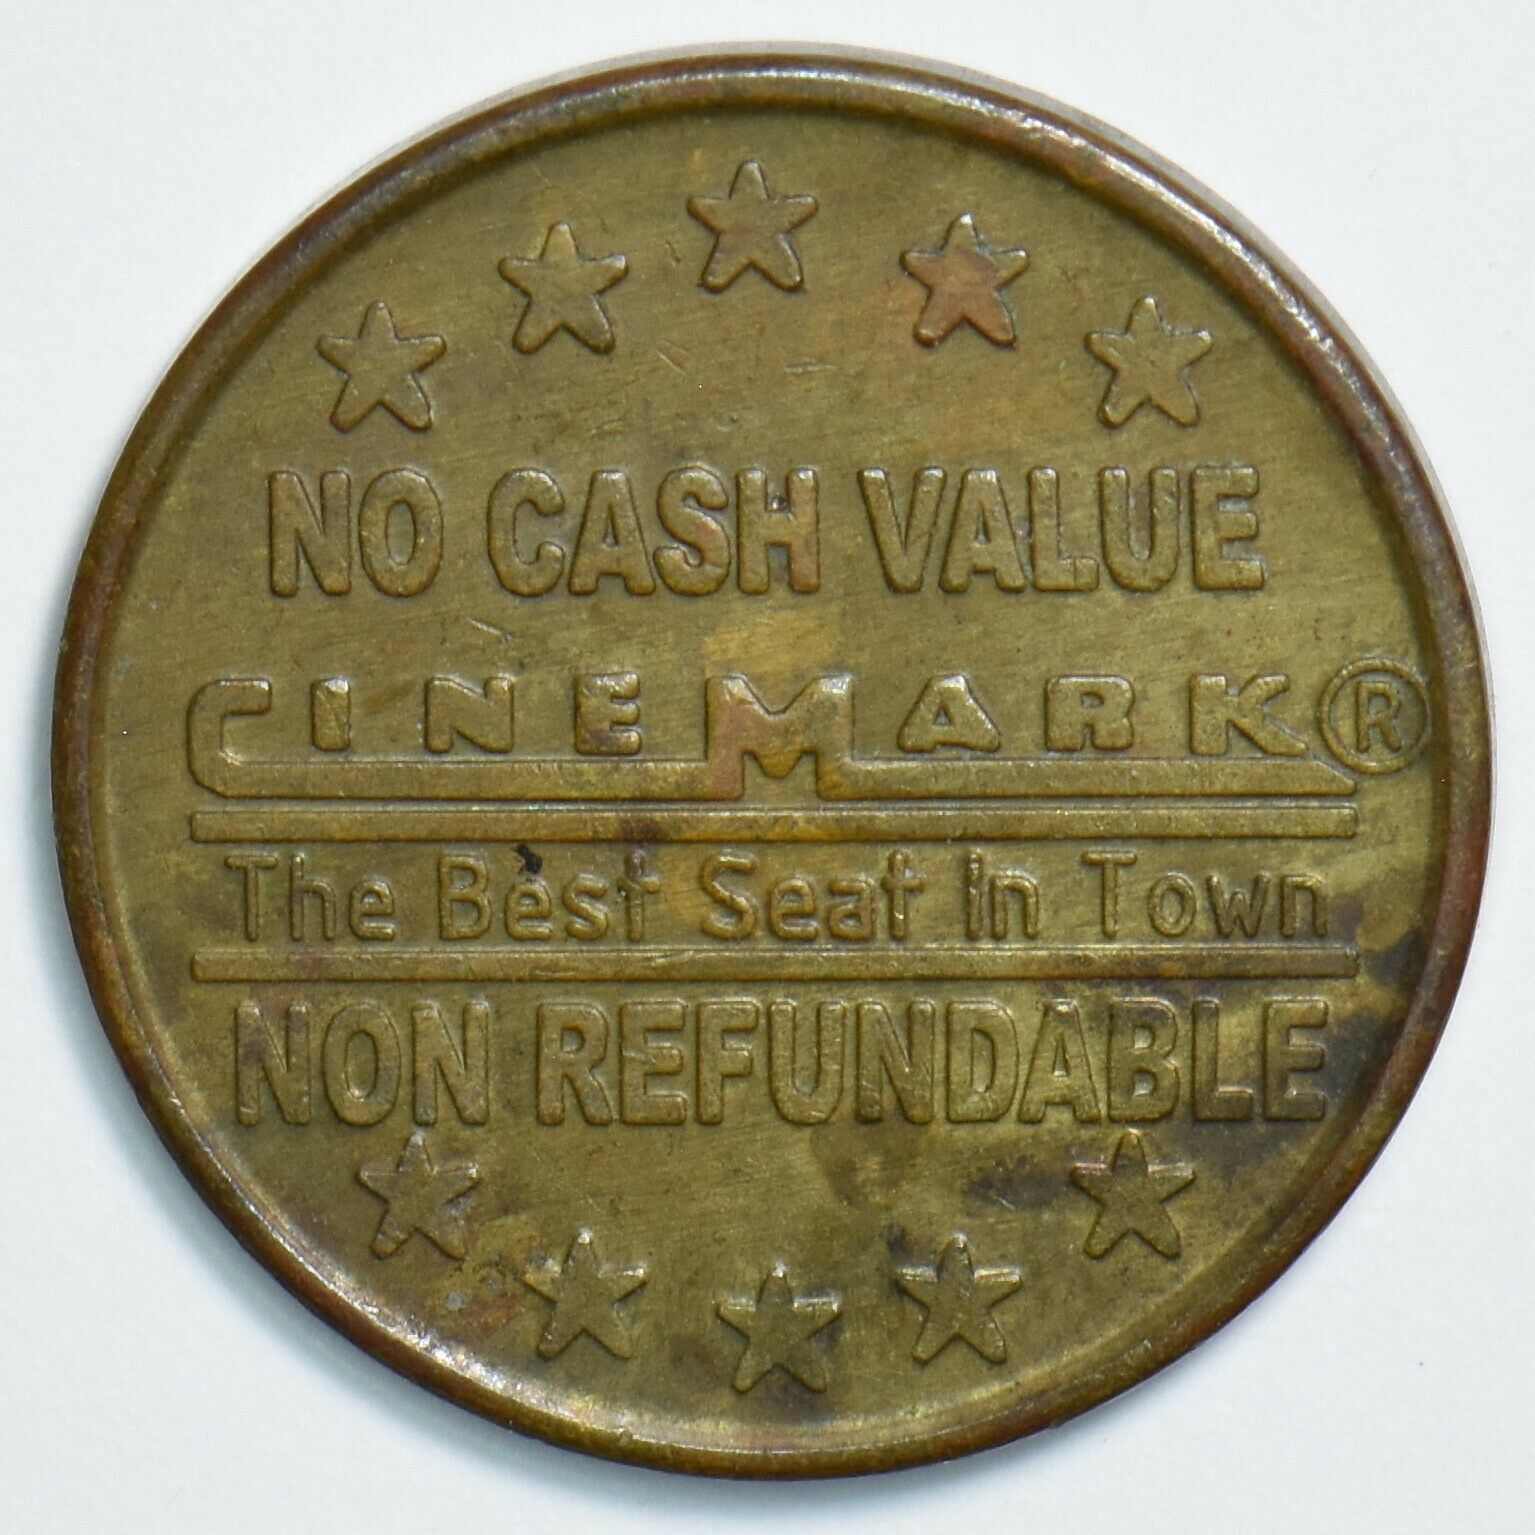 NO CASH VALUE
CINEMARK®
The Best Seat In Town
NON REFUNDABLE